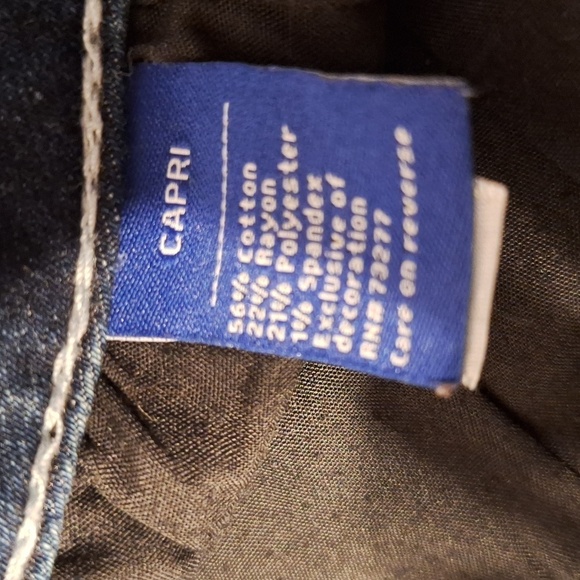 CAPRI
56% Cotton
22% Rayon
21% Polyester
1% Spandex
Exclusive of
decoration
RN# 73277
Care on reverse